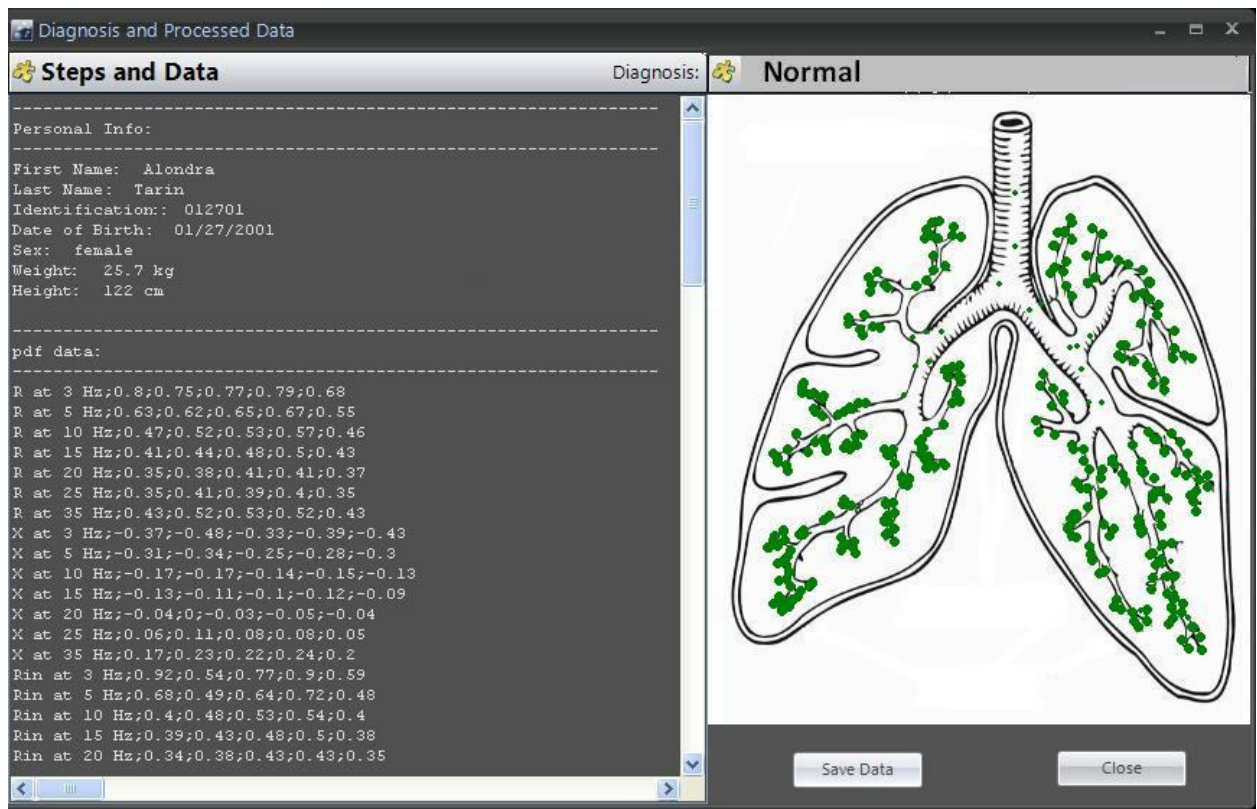 Diagnosis and Processed Data
Steps and Data
Diagnosis:
Normal
--------------------------------------------------------------
Personal Info:
--------------------------------------------------------------
First Name:  Alondra
Last Name:  Tarin
Identification::  012701
Date of Birth:  01/27/2001
Sex:  female
Weight:  25.7 kg
Height:  122 cm
--------------------------------------------------------------
pdf data:
--------------------------------------------------------------
R at 3 Hz;0.8;0.75;0.77;0.79;0.68
R at 5 Hz;0.63;0.62;0.65;0.67;0.55
R at 10 Hz;0.47;0.52;0.53;0.57;0.46
R at 15 Hz;0.41;0.44;0.48;0.5;0.43
R at 20 Hz;0.35;0.38;0.41;0.41;0.37
R at 25 Hz;0.35;0.41;0.39;0.4;0.35
R at 35 Hz;0.43;0.52;0.53;0.52;0.43
X at 3 Hz;-0.37;-0.48;-0.33;-0.39;-0.43
X at 5 Hz;-0.31;-0.34;-0.25;-0.28;-0.3
X at 10 Hz;-0.17;-0.17;-0.14;-0.15;-0.13
X at 15 Hz;-0.13;-0.11;-0.1;-0.12;-0.09
X at 20 Hz;-0.04;0;-0.03;-0.05;-0.04
X at 25 Hz;0.06;0.11;0.08;0.08;0.05
X at 35 Hz;0.17;0.23;0.22;0.24;0.2
Rin at 3 Hz;0.92;0.54;0.77;0.9;0.59
Rin at 5 Hz;0.68;0.49;0.64;0.72;0.48
Rin at 10 Hz;0.4;0.48;0.53;0.54;0.4
Rin at 15 Hz;0.39;0.43;0.48;0.5;0.38
Rin at 20 Hz;0.34;0.38;0.43;0.43;0.35
Save Data
Close